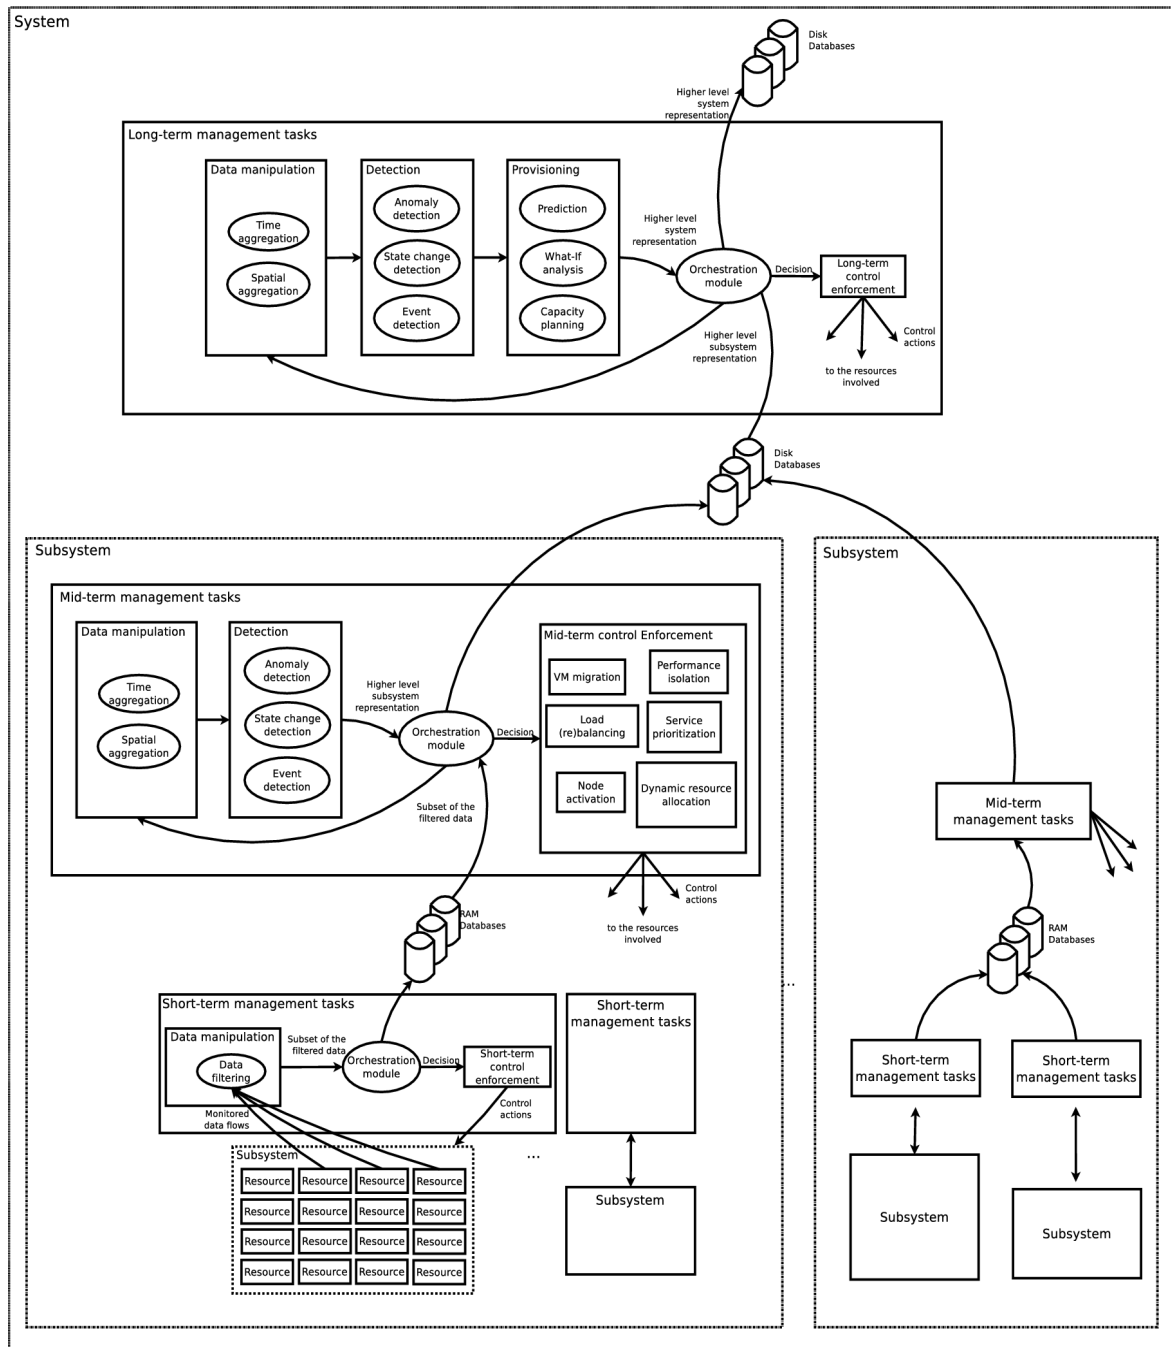 System
Disk
Databases
Higher level
system
representation
Long-term management tasks
Data manipulation
Time
aggregation
Spatial
aggregation
Detection
Anomaly
detection
State change
detection
Event
detection
Provisioning
Prediction
What-If
analysis
Capacity
planning
Higher level
system
representation
Orchestration
module
Decision
Long-term
control
enforcement
Control
actions
to the resources
involved
Higher level
subsystem
representation
Disk
Databases
Subsystem
Mid-term management tasks
Data manipulation
Time
aggregation
Spatial
aggregation
Detection
Anomaly
detection
State change
detection
Event
detection
Higher level
subsystem
representation
Orchestration
module
Decision
Mid-term control Enforcement
VM migration
Performance
isolation
Load
(re)balancing
Service
prioritization
Node
activation
Dynamic resource
allocation
Subset of the
filtered data
Control
actions
to the resources
involved
RAM
Databases
Short-term management tasks
Data manipulation
Data
filtering
Subset of the
filtered data
Orchestration
module
Decision
Short-term
control
enforcement
Control
actions
Monitored
data flows
Subsystem
Resource Resource Resource Resource
Resource Resource Resource Resource
Resource Resource Resource Resource
Resource Resource Resource Resource
...
Short-term
management tasks
Subsystem
...
Subsystem
Mid-term
management tasks
RAM
Databases
Short-term
management tasks
Short-term
management tasks
Subsystem
Subsystem